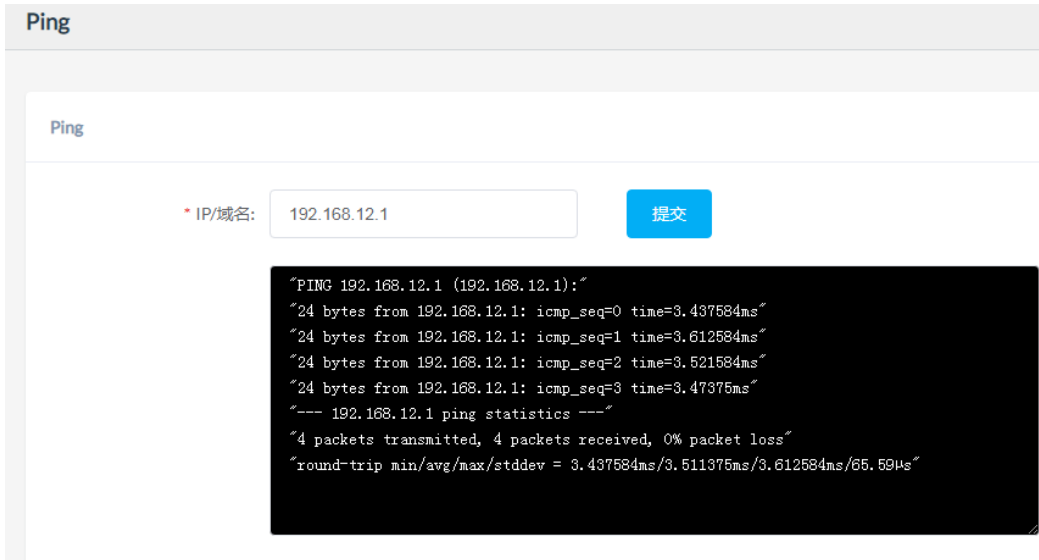 Ping
Ping
* IP/域名: 192.168.12.1 提交
"PING 192.168.12.1 (192.168.12.1):"
"24 bytes from 192.168.12.1: icmp_seq=0 time=3.437584ms"
"24 bytes from 192.168.12.1: icmp_seq=1 time=3.612584ms"
"24 bytes from 192.168.12.1: icmp_seq=2 time=3.521584ms"
"24 bytes from 192.168.12.1: icmp_seq=3 time=3.47375ms"
"--- 192.168.12.1 ping statistics ---"
"4 packets transmitted, 4 packets received, 0% packet loss"
"round-trip min/avg/max/stddev = 3.437584ms/3.511375ms/3.612584ms/65.59µs"